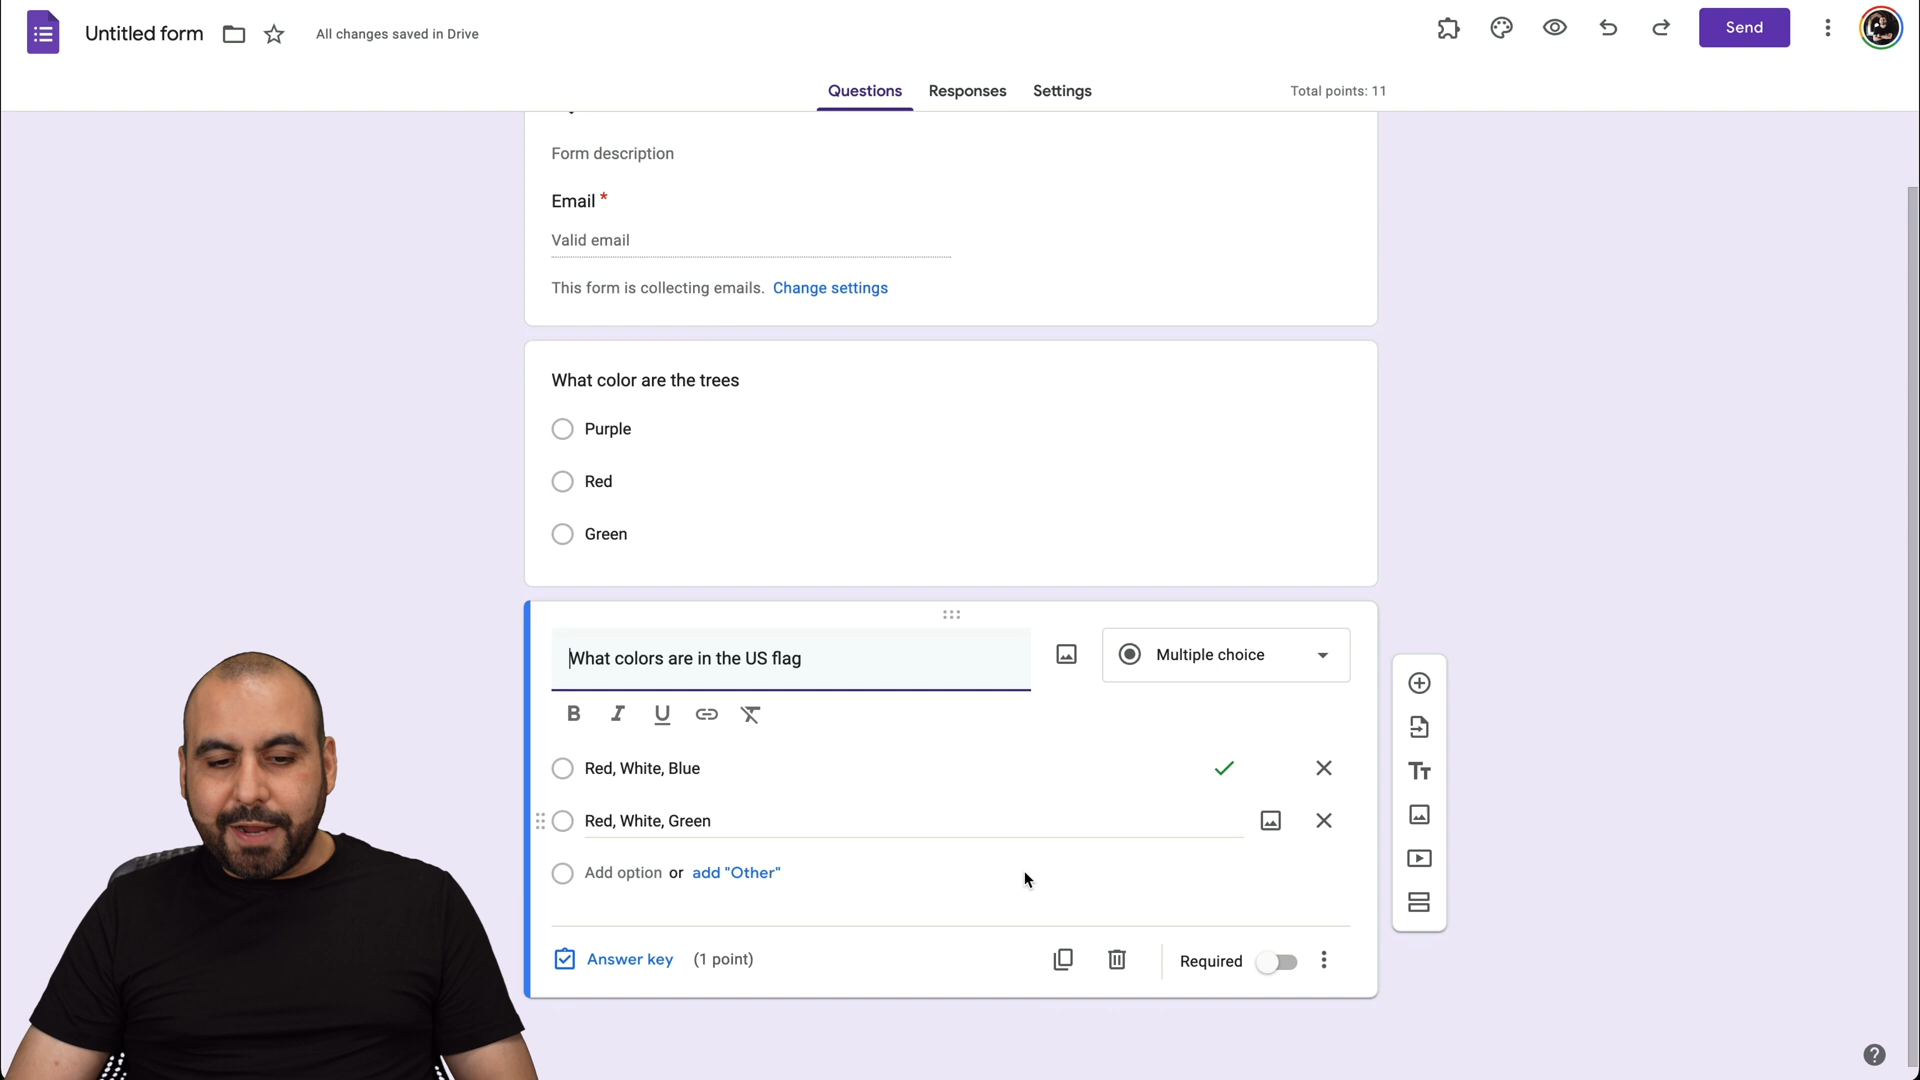 Untitled form
All changes saved in Drive
Send
Questions
Responses
Settings
Total points: 11
Form description
Email *
Valid email
This form is collecting emails. Change settings
What color are the trees
Purple
Red
Green
What colors are in the US flag
Multiple choice
B I U
Red, White, Blue
Red, White, Green
Add option or add "Other"
Answer key (1 point)
Required